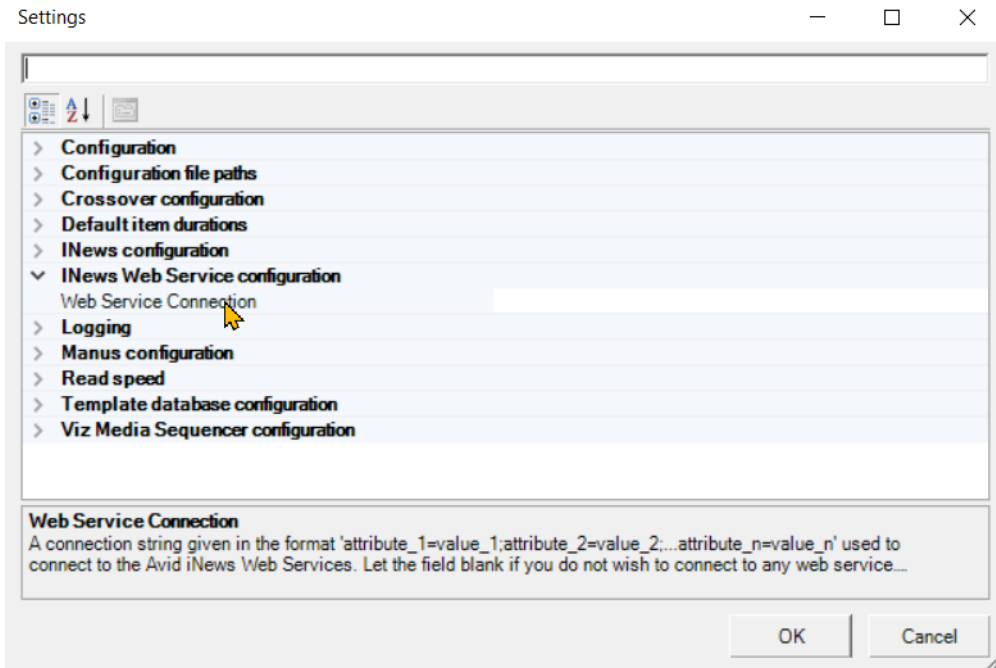 Settings
A
Z
Configuration
Configuration file paths
Crossover configuration
Default item durations
INews configuration
INews Web Service configuration
Web Service Connection
Logging
Manus configuration
Read speed
Template database configuration
Viz Media Sequencer configuration
Web Service Connection
A connection string given in the format 'attribute_1=value_1;attribute_2=value_2;...attribute_n=value_n' used to
connect to the Avid iNews Web Services. Let the field blank if you do not wish to connect to any web service....
OK
Cancel